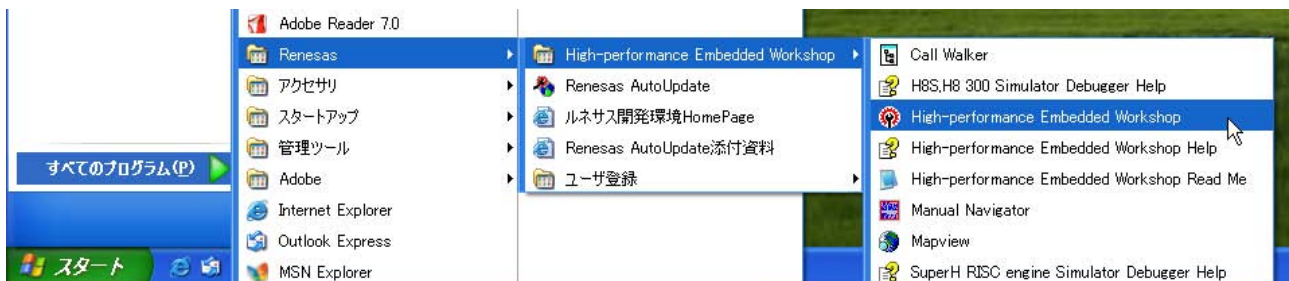 Adobe Reader 7.0
Renesas
アクセサリ
スタートアップ
管理ツール
Adobe
Internet Explorer
Outlook Express
MSN Explorer
すべてのプログラム(P)
スタート
High-performance Embedded Workshop
Renesas AutoUpdate
ルネサス開発環境HomePage
Renesas AutoUpdate添付資料
ユーザ登録
Call Walker
H8S,H8 300 Simulator Debugger Help
High-performance Embedded Workshop
High-performance Embedded Workshop Help
High-performance Embedded Workshop Read Me
Manual Navigator
Mapview
SuperH RISC engine Simulator Debugger Help